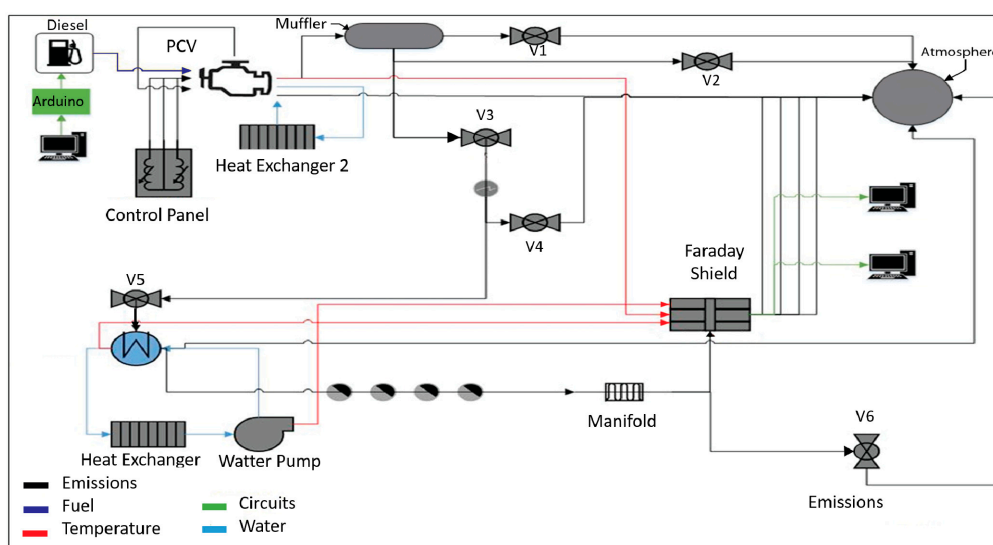 Diesel
Muffler
PCV
V1
Atmosphere
V2
Arduino
V3
Heat Exchanger 2
Control Panel
V4
Faraday
Shield
V5
Manifold
V6
Heat Exchanger
Watter Pump
Emissions
Fuel
Temperature
Circuits
Water
Emissions